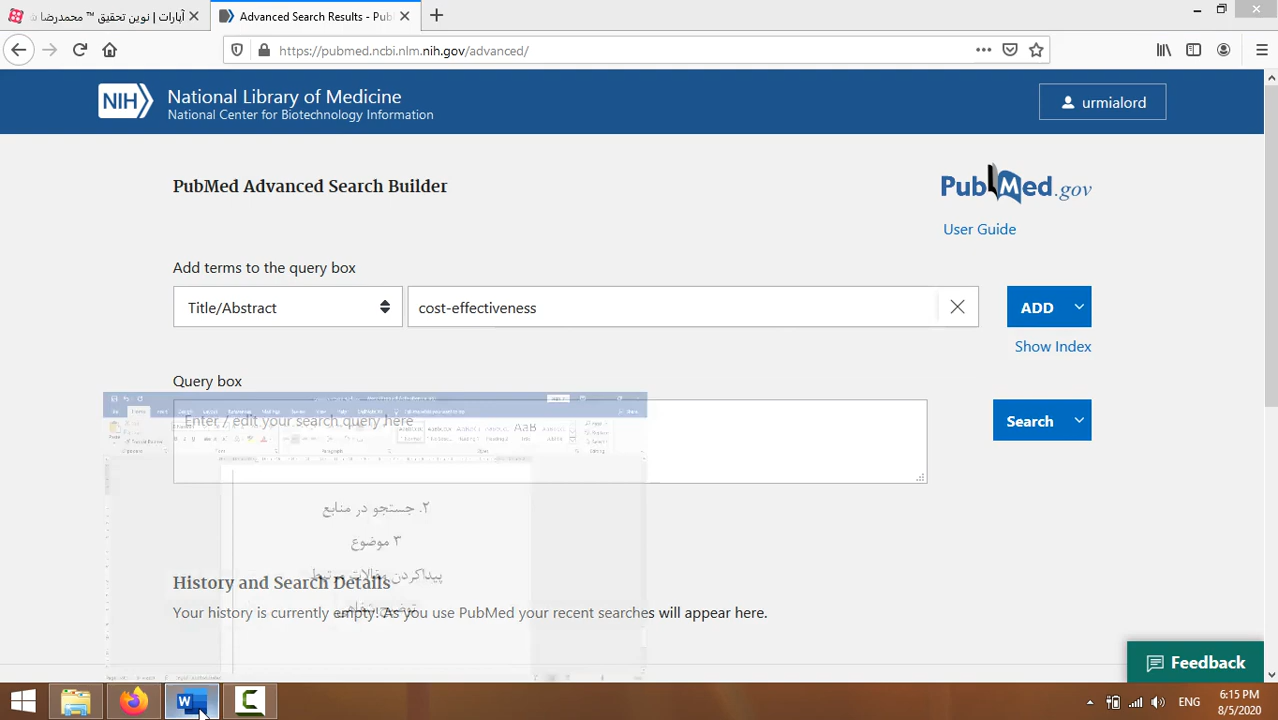 آپارات | نوین تحقیق ™ محمدرضا
Advanced Search Results - Pub
https://pubmed.ncbi.nlm.nih.gov/advanced/
NIH
National Library of Medicine
National Center for Biotechnology Information
urmialord
PubMed Advanced Search Builder
PubMed.gov
User Guide
Add terms to the query box
Title/Abstract
cost-effectiveness
ADD
Show Index
Query box
Enter / edit your search query here
Search
۲. جستجو در منابع
۳ موضوع
پیداکردن مقالات مرتبط
History and Search Details
Your history is currently empty! As you use PubMed your recent searches will appear here.
Feedback
ENG
6:15 PM
8/5/2020